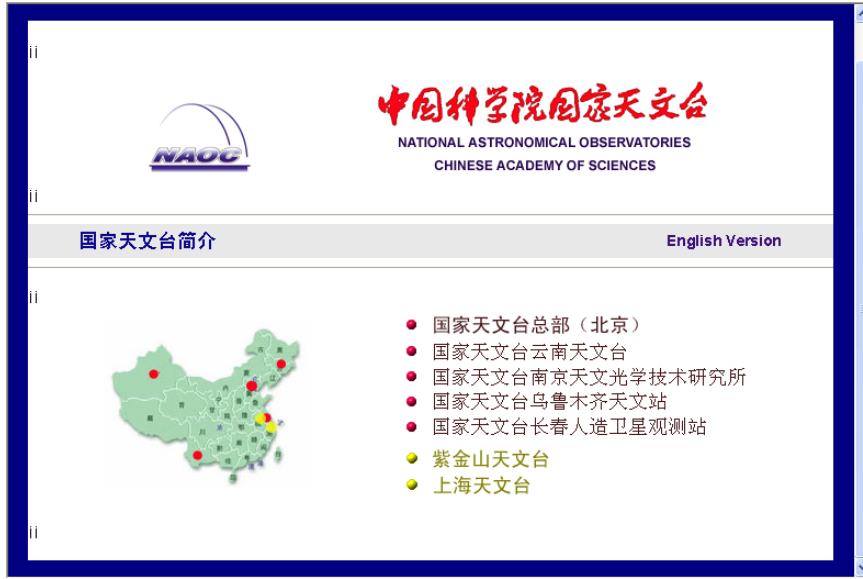 ii
中国科学院国家天文台
NAOC
NATIONAL ASTRONOMICAL OBSERVATORIES
CHINESE ACADEMY OF SCIENCES
ii
国家天文台简介
English Version
ii
国家天文台总部（北京）
国家天文台云南天文台
国家天文台南京天文光学技术研究所
国家天文台乌鲁木齐天文站
国家天文台长春人造卫星观测站
紫金山天文台
上海天文台
ii